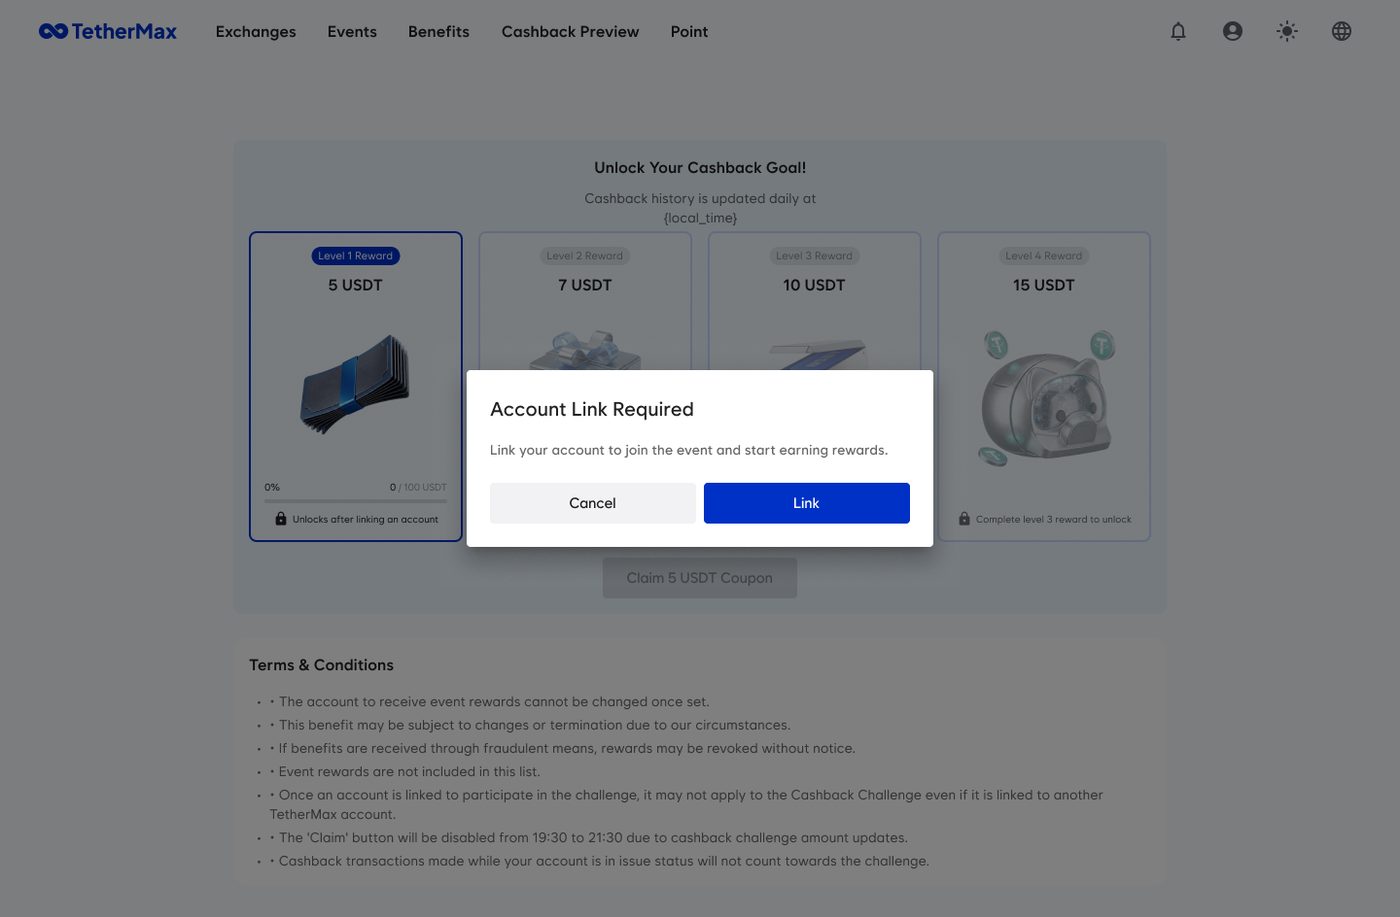 TetherMax
Exchanges
Events
Benefits
Cashback Preview
Point
Unlock Your Cashback Goal!
Cashback history is updated daily at
{local_time}
Level 1 Reward
5 USDT
0%
0 / 100 USDT
Unlocks after linking an account
Level 2 Reward
7 USDT
Level 3 Reward
10 USDT
Level 4 Reward
15 USDT
Complete level 3 reward to unlock
Account Link Required
Link your account to join the event and start earning rewards.
Cancel
Link
Claim 5 USDT Coupon
Terms & Conditions
• • The account to receive event rewards cannot be changed once set.
• • This benefit may be subject to changes or termination due to our circumstances.
• • If benefits are received through fraudulent means, rewards may be revoked without notice.
• • Event rewards are not included in this list.
• • Once an account is linked to participate in the challenge, it may not apply to the Cashback Challenge even if it is linked to another
TetherMax account.
• • The 'Claim' button will be disabled from 19:30 to 21:30 due to cashback challenge amount updates.
• • Cashback transactions made while your account is in issue status will not count towards the challenge.